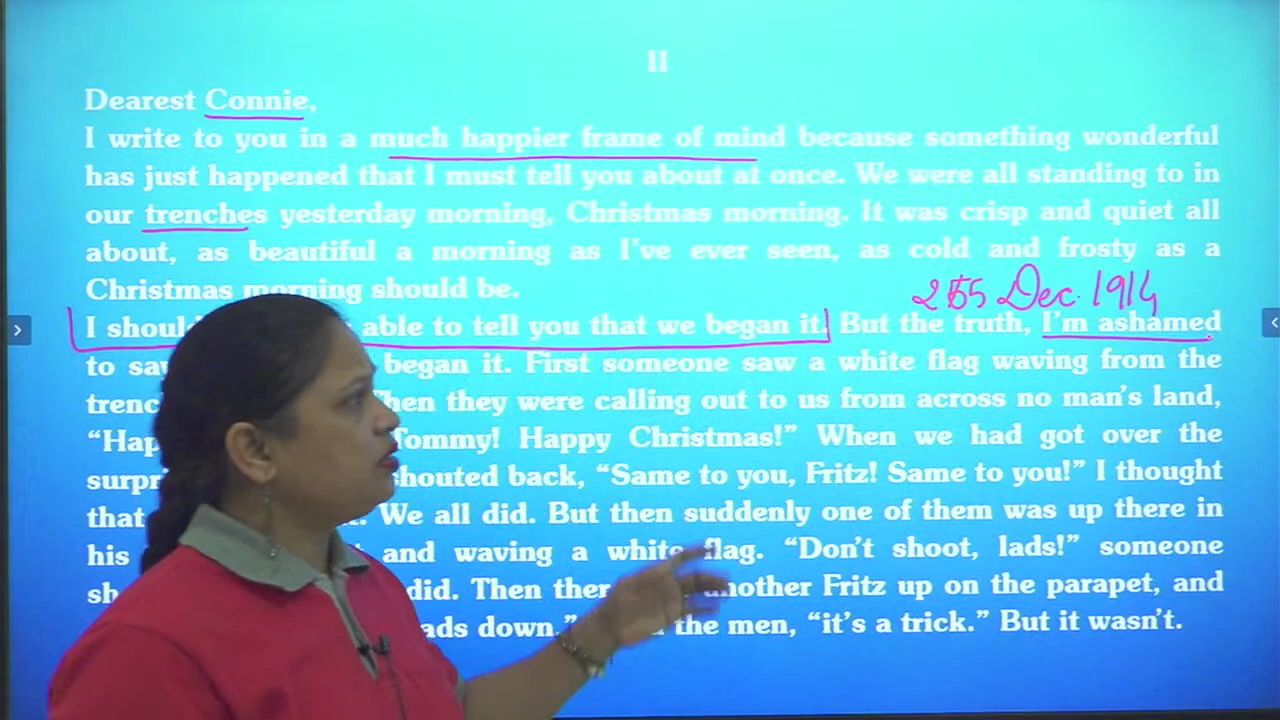 II
Dearest Connie,
I write to you in a much happier frame of mind because something wonderful
has just happened that I must tell you about at once. We were all standing to in
our trenches yesterday morning, Christmas morning. It was crisp and quiet all
about, as beautiful a morning as I've ever seen, as cold and frosty as a
Christmas morning should be.
Dec. 1914
I should able to tell you that we began it. But the truth, I'm ashamed
to say began it. First someone saw a white flag waving from the
trenc Then they were calling out to us from across no man's land,
“Hap Tommy! Happy Christmas!” When we had got over the
surpri shouted back, “Same to you, Fritz! Same to you!” I thought
that We all did. But then suddenly one of them was up there in
his and waving a white flag. “Don't shoot, lads!” someone
sh did. Then there another Fritz up on the parapet, and
ads down.” the men, “it's a trick.” But it wasn't.